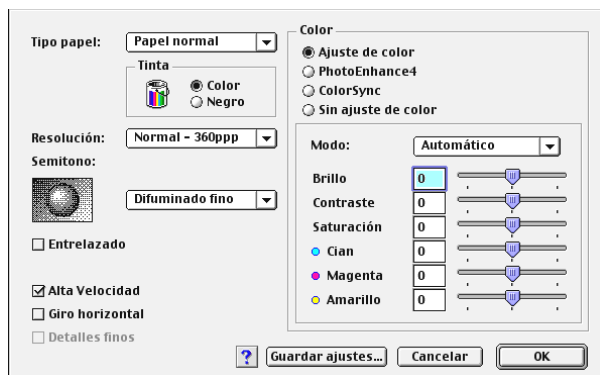 Tipo papel: Papel normal
Tinta
Color
Negro
Resolución: Normal - 360ppp
Semitono:
Difuminado fino
Entrelazado
Alta Velocidad
Giro horizontal
Detalles finos
Color
Ajuste de color
PhotoEnhance4
ColorSync
Sin ajuste de color
Modo: Automático
Brillo 0
Contraste 0
Saturación 0
Cian 0
Magenta 0
Amarillo 0
? Guardar ajustes... Cancelar OK